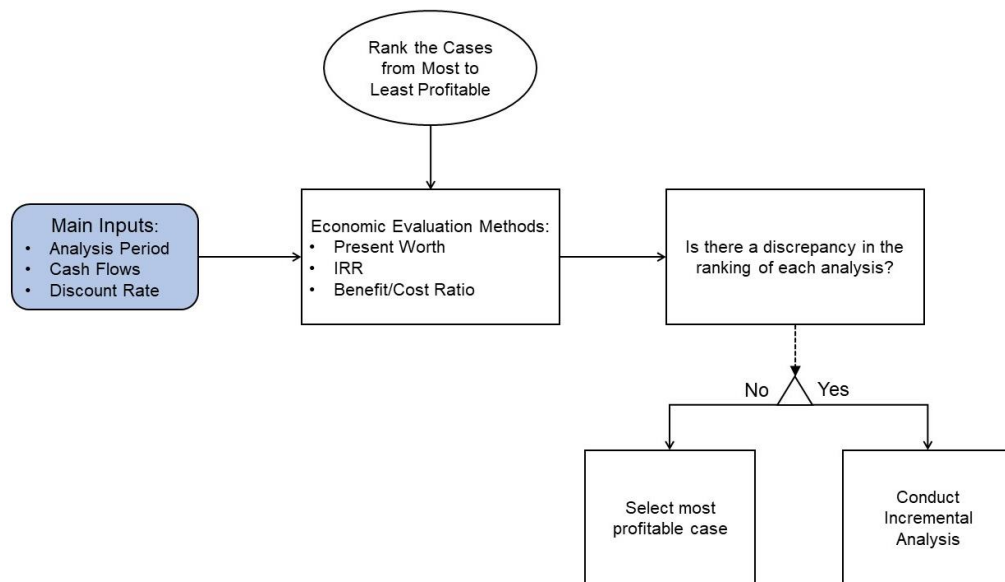 Rank the Cases
from Most to
Least Profitable
Main Inputs:
• Analysis Period
• Cash Flows
• Discount Rate
Economic Evaluation Methods:
• Present Worth
• IRR
• Benefit/Cost Ratio
Is there a discrepancy in the
ranking of each analysis?
No
Yes
Select most
profitable case
Conduct
Incremental
Analysis